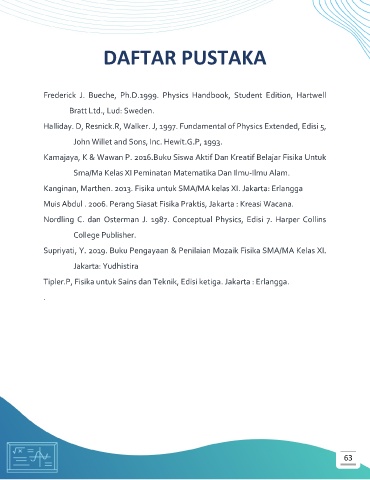 DAFTAR PUSTAKA
Frederick J. Bueche, Ph.D.1999. Physics Handbook, Student Edition, Hartwell
Bratt Ltd., Lud: Sweden.
Halliday. D, Resnick.R, Walker. J, 1997. Fundamental of Physics Extended, Edisi 5,
John Willet and Sons, Inc. Hewit.G.P, 1993.
Kamajaya, K & Wawan P. 2016.Buku Siswa Aktif Dan Kreatif Belajar Fisika Untuk
Sma/Ma Kelas XI Peminatan Matematika Dan Ilmu-Ilmu Alam.
Kanginan, Marthen. 2013. Fisika untuk SMA/MA kelas XI. Jakarta: Erlangga
Muis Abdul . 2006. Perang Siasat Fisika Praktis, Jakarta : Kreasi Wacana.
Nordling C. dan Osterman J. 1987. Conceptual Physics, Edisi 7. Harper Collins
College Publisher.
Supriyati, Y. 2019. Buku Pengayaan & Penilaian Mozaik Fisika SMA/MA Kelas XI.
Jakarta: Yudhistira
Tipler.P, Fisika untuk Sains dan Teknik, Edisi ketiga. Jakarta : Erlangga.
.
63